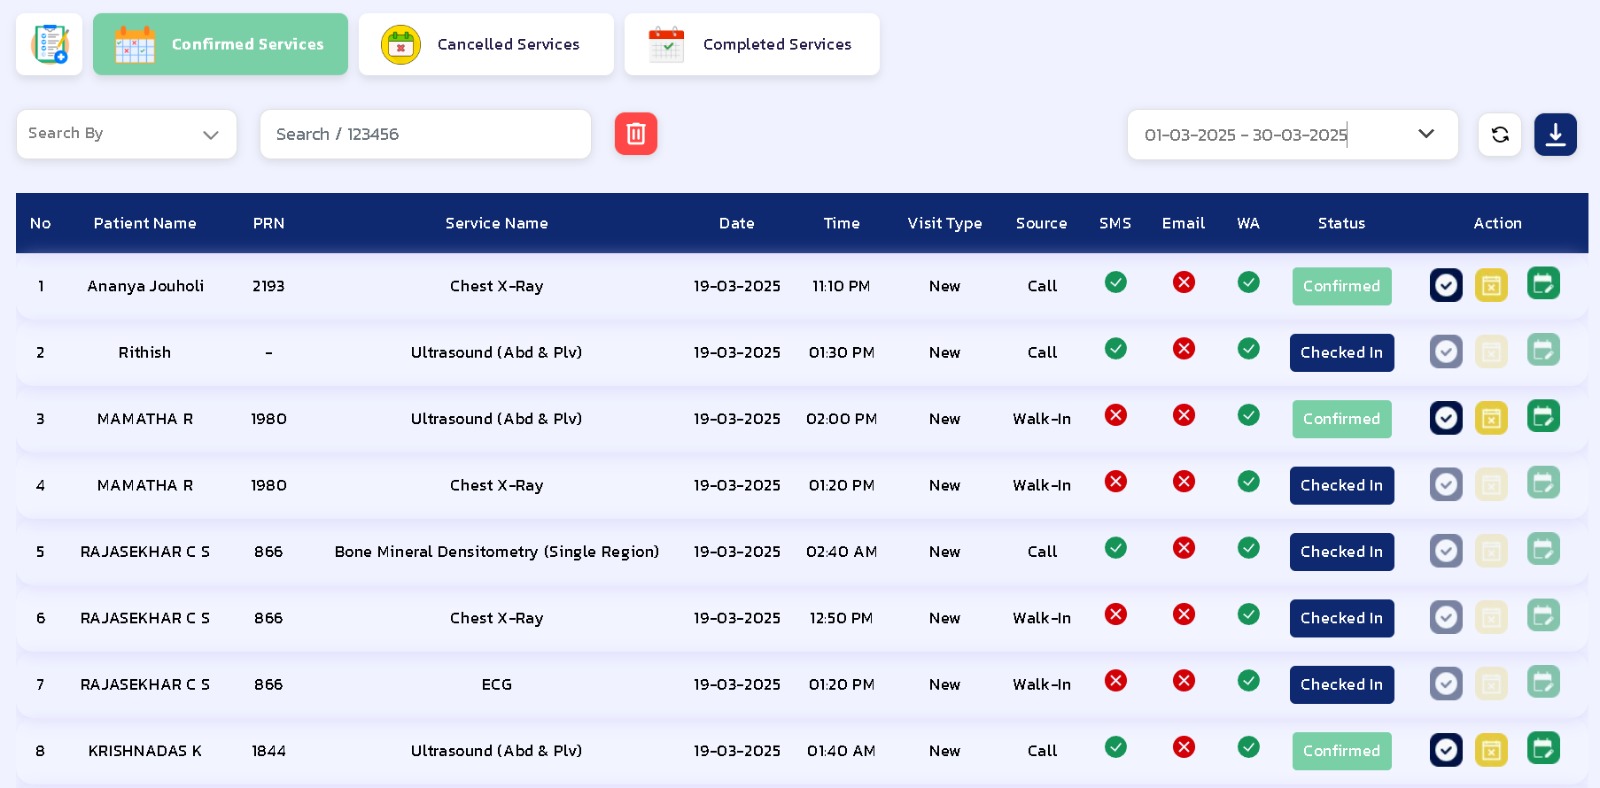 Confirmed Services Cancelled Services Completed Services
Search By Search / 123456 01-03-2025 - 30-03-2025
No Patient Name PRN Service Name Date Time Visit Type Source SMS Email WA Status Action
1 Ananya Jouholi 2193 Chest X-Ray 19-03-2025 11:10 PM New Call Confirmed
2 Rithish - Ultrasound (Abd & Plv) 19-03-2025 01:30 PM New Call Checked In
3 MAMATHA R 1980 Ultrasound (Abd & Plv) 19-03-2025 02:00 PM New Walk-In Confirmed
4 MAMATHA R 1980 Chest X-Ray 19-03-2025 01:20 PM New Walk-In Checked In
5 RAJASEKHAR C S 866 Bone Mineral Densitometry (Single Region) 19-03-2025 02:40 AM New Call Checked In
6 RAJASEKHAR C S 866 Chest X-Ray 19-03-2025 12:50 PM New Walk-In Checked In
7 RAJASEKHAR C S 866 ECG 19-03-2025 01:20 PM New Walk-In Checked In
8 KRISHNADAS K 1844 Ultrasound (Abd & Plv) 19-03-2025 01:40 AM New Call Confirmed